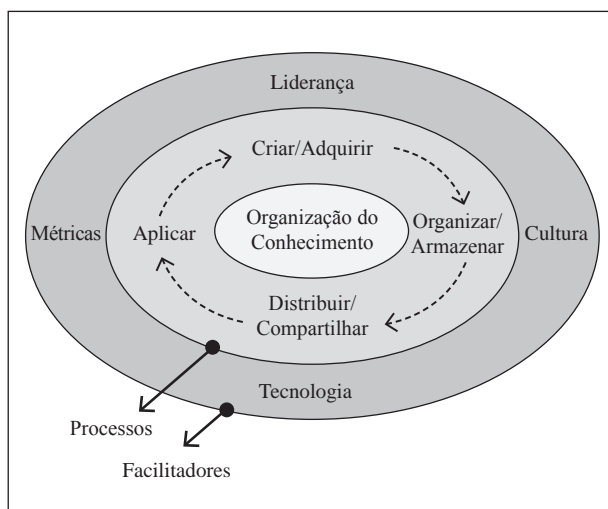 Liderança
Criar/Adquirir
Métricas
Aplicar
Organização do
Conhecimento
Organizar/
Armazenar
Cultura
Distribuir/
Compartilhar
Tecnologia
Processos
Facilitadores